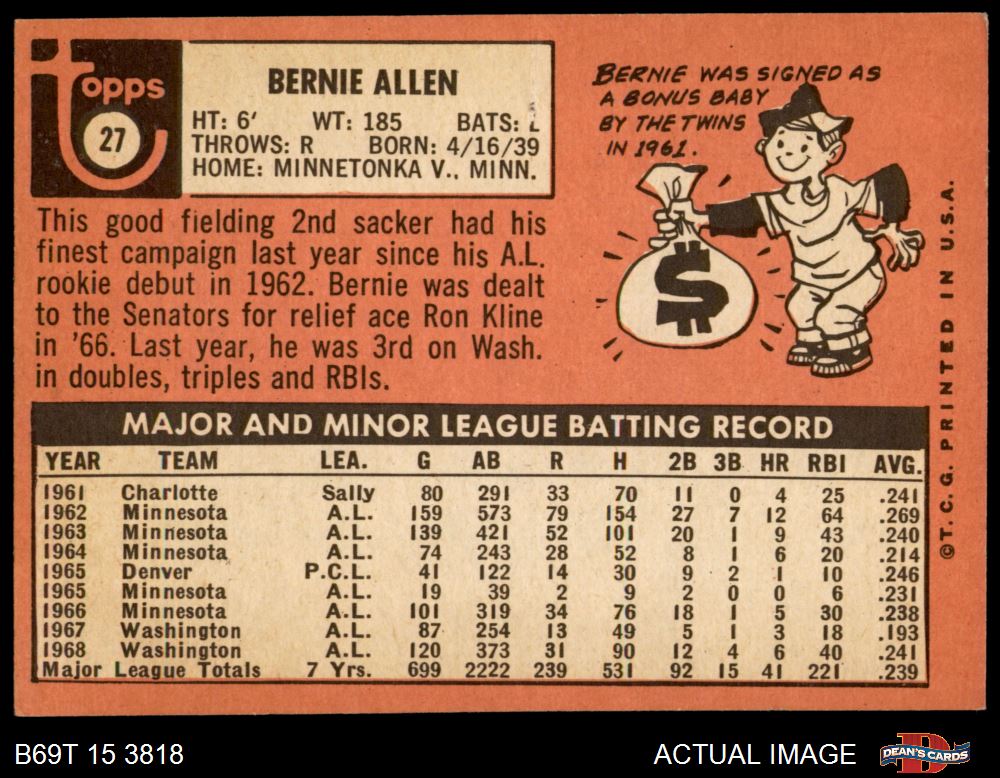 Topps
27
BERNIE ALLEN
HT: 6' WT: 185 BATS: L
THROWS: R BORN: 4/16/39
HOME: MINNETONKA V., MINN.
BERNIE WAS SIGNED AS
A BONUS BABY
BY THE TWINS
IN 1961.
$
This good fielding 2nd sacker had his
finest campaign last year since his A.L.
rookie debut in 1962. Bernie was dealt
to the Senators for relief ace Ron Kline
in '66. Last year, he was 3rd on Wash.
in doubles, triples and RBIs.
©T.C.G. PRINTED IN U.S.A.
MAJOR AND MINOR LEAGUE BATTING RECORD
YEAR TEAM LEA. G AB R H 2B 3B HR RBI AVG.
1961 Charlotte Sally 80 291 33 70 11 0 4 25 .241
1962 Minnesota A.L. 159 573 79 154 27 7 12 64 .269
1963 Minnesota A.L. 139 421 52 101 20 1 9 43 .240
1964 Minnesota A.L. 74 243 28 52 8 1 6 20 .214
1965 Denver P.C.L. 41 122 14 30 9 2 1 10 .246
1965 Minnesota A.L. 19 39 2 9 2 0 0 6 .231
1966 Minnesota A.L. 101 319 34 76 18 1 5 30 .238
1967 Washington A.L. 87 254 13 49 5 1 3 18 .193
1968 Washington A.L. 120 373 31 90 12 4 6 40 .241
Major League Totals 7 Yrs. 699 2222 239 531 92 15 41 221 .239
B69T 15 3818 ACTUAL IMAGE DEAN'S CARDS